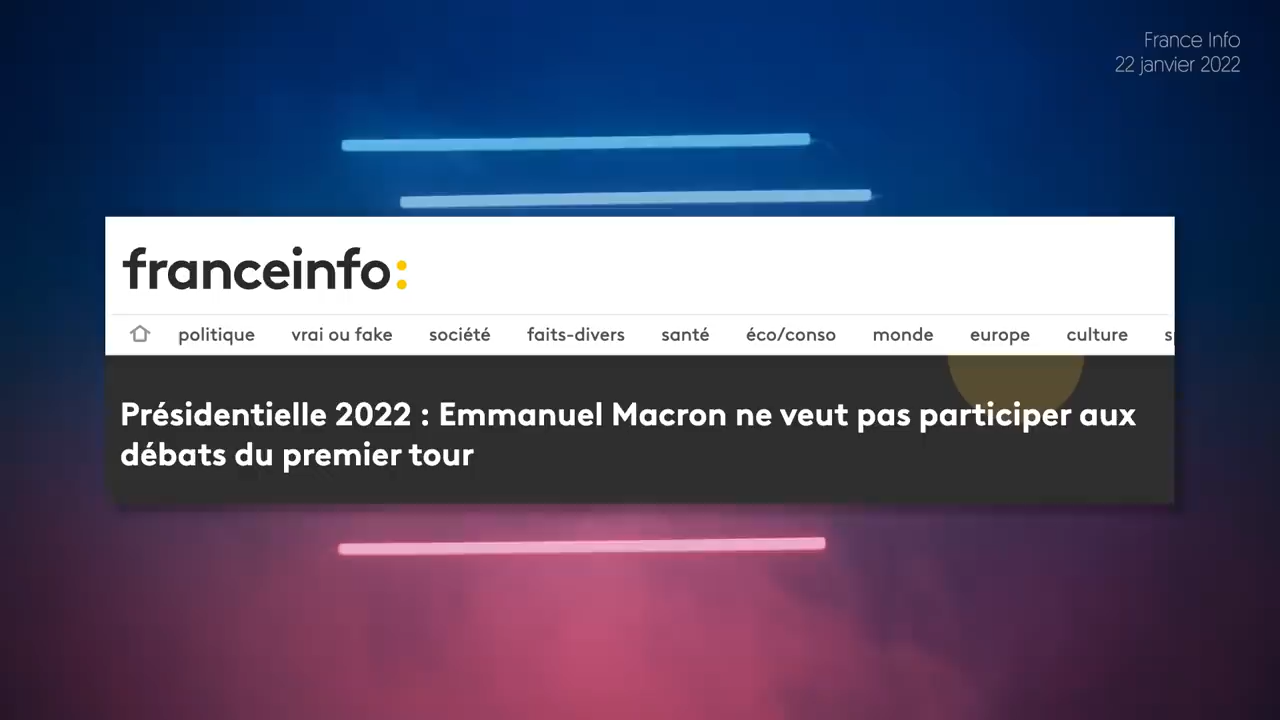 France Info
22 janvier 2022
franceinfo:
politique vrai ou fake société faits-divers santé éco/conso monde europe culture
Présidentielle 2022 : Emmanuel Macron ne veut pas participer aux
débats du premier tour